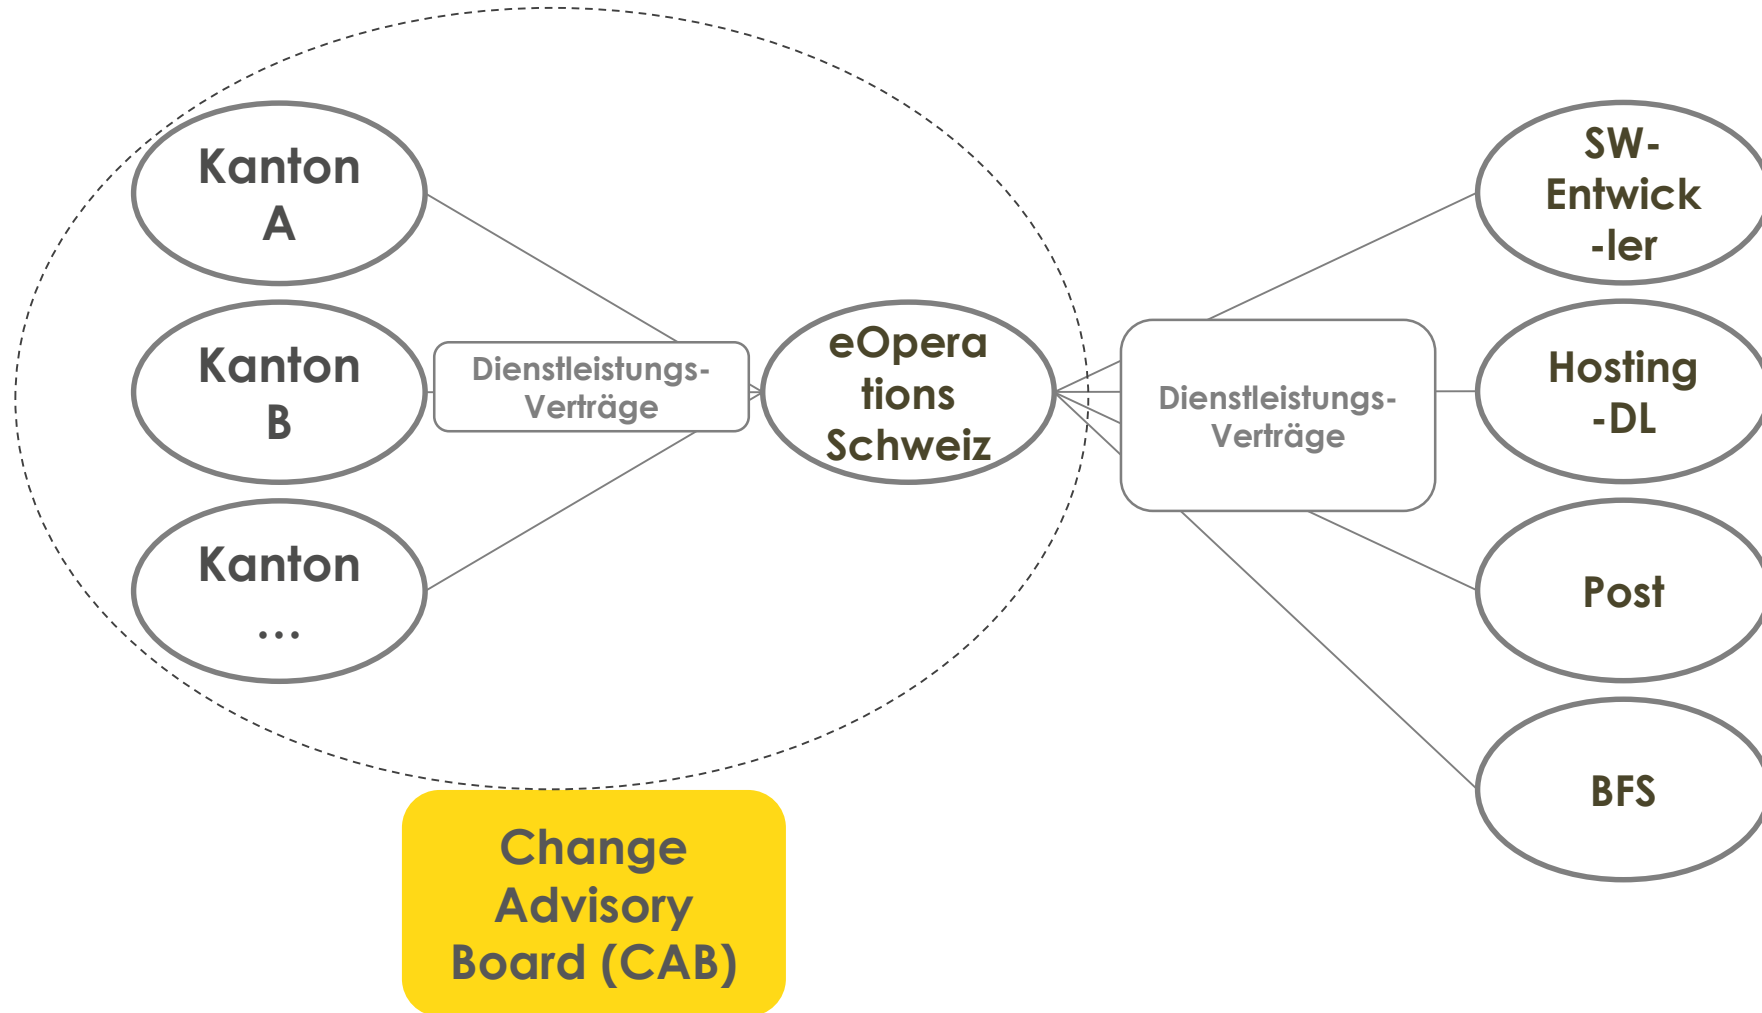 Kanton
A
Kanton
B
Kanton
...
Dienstleistungs-
Verträge
eOpera
tions
Schweiz
Dienstleistungs-
Verträge
SW-
Entwick
-ler
Hosting
-DL
Post
BFS
Change
Advisory
Board (CAB)